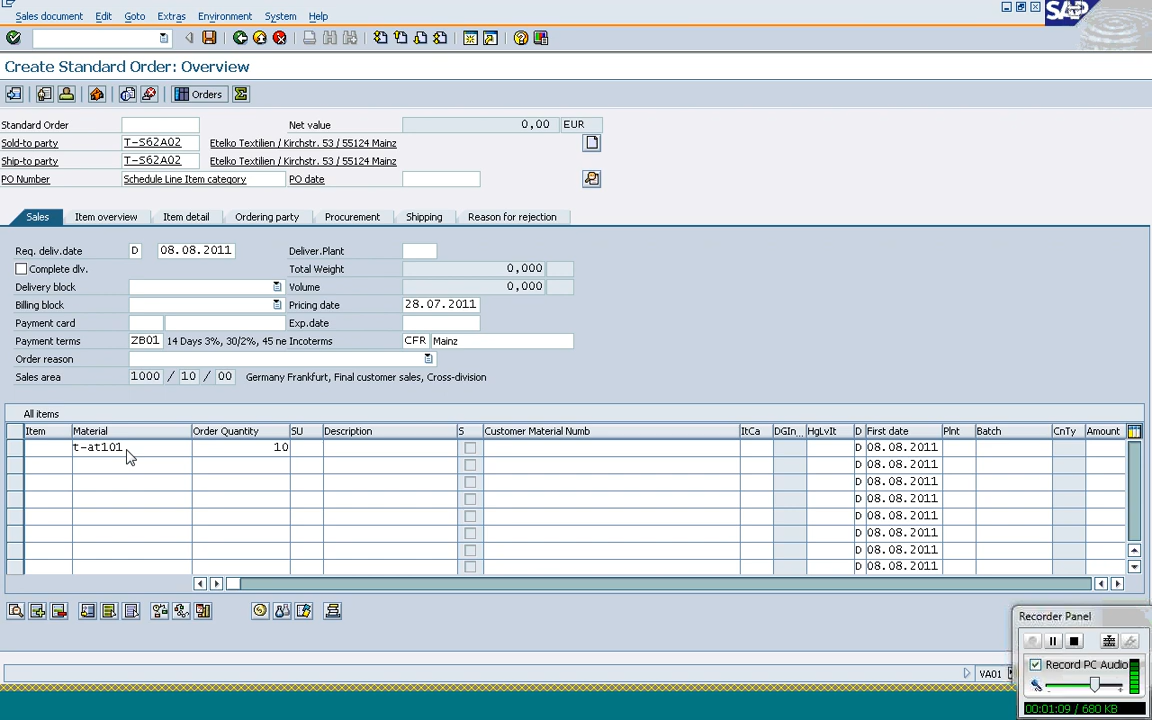 Sales document Edit Goto Extras Environment System Help
SAP
Create Standard Order: Overview
Orders
Standard Order Net value 0,00 EUR
Sold-to party T-S62A02 Etelko Textilien / Kirchstr. 53 / 55124 Mainz
Ship-to party T-S62A02 Etelko Textilien / Kirchstr. 53 / 55124 Mainz
PO Number Schedule Line Item category PO date
Sales Item overview Item detail Ordering party Procurement Shipping Reason for rejection
Req. deliv.date D 08.08.2011 Deliver.Plant
Complete dlv. Total Weight 0,000
Delivery block Volume 0,000
Billing block Pricing date 28.07.2011
Payment card Exp.date
Payment terms ZB01 14 Days 3%, 30/2%, 45 ne Incoterms CFR Mainz
Order reason
Sales area 1000 / 10 / 00 Germany Frankfurt, Final customer sales, Cross-division
All items
Item Material Order Quantity SU Description S Customer Material Numb ItCa DGIn... HgLvIt D First date Plnt Batch CnTy Amount
t-at101 10 D 08.08.2011
D 08.08.2011
D 08.08.2011
D 08.08.2011
D 08.08.2011
D 08.08.2011
D 08.08.2011
D 08.08.2011
Recorder Panel
Record PC Audio
VA01
00:01:09 / 680 KB